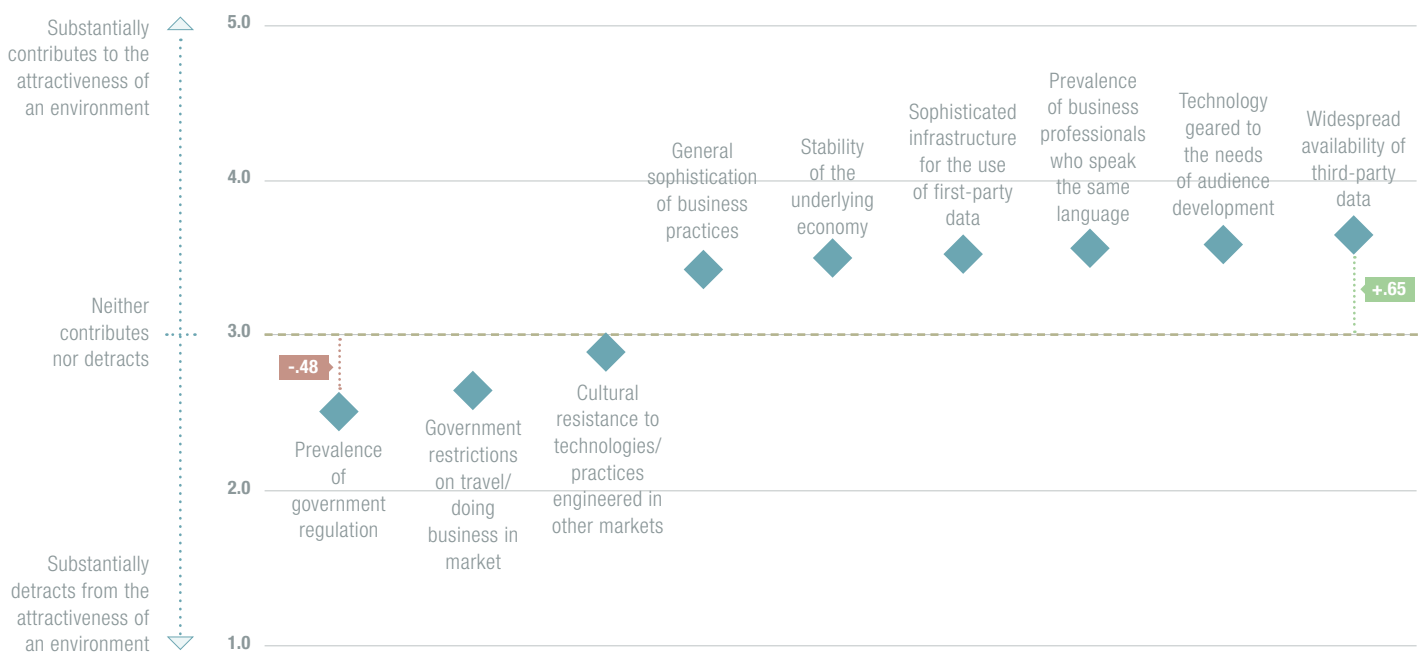 Substantially
contributes to the
attractiveness of
an environment
5.0
4.0
Neither
contributes
nor detracts
3.0
2.0
Substantially
detracts from the
attractiveness of
an environment
1.0
-.48
Prevalence
of
government
regulation
Government
restrictions
on travel/
doing
business in
market
Cultural
resistance to
technologies/
practices
engineered in
other markets
General
sophistication
of business
practices
Stability
of the
underlying
economy
Sophisticated
infrastructure
for the use
of first-party
data
Prevalence
of business
professionals
who speak
the same
language
Technology
geared to
the needs
of audience
development
Widespread
availability of
third-party
data
+.65